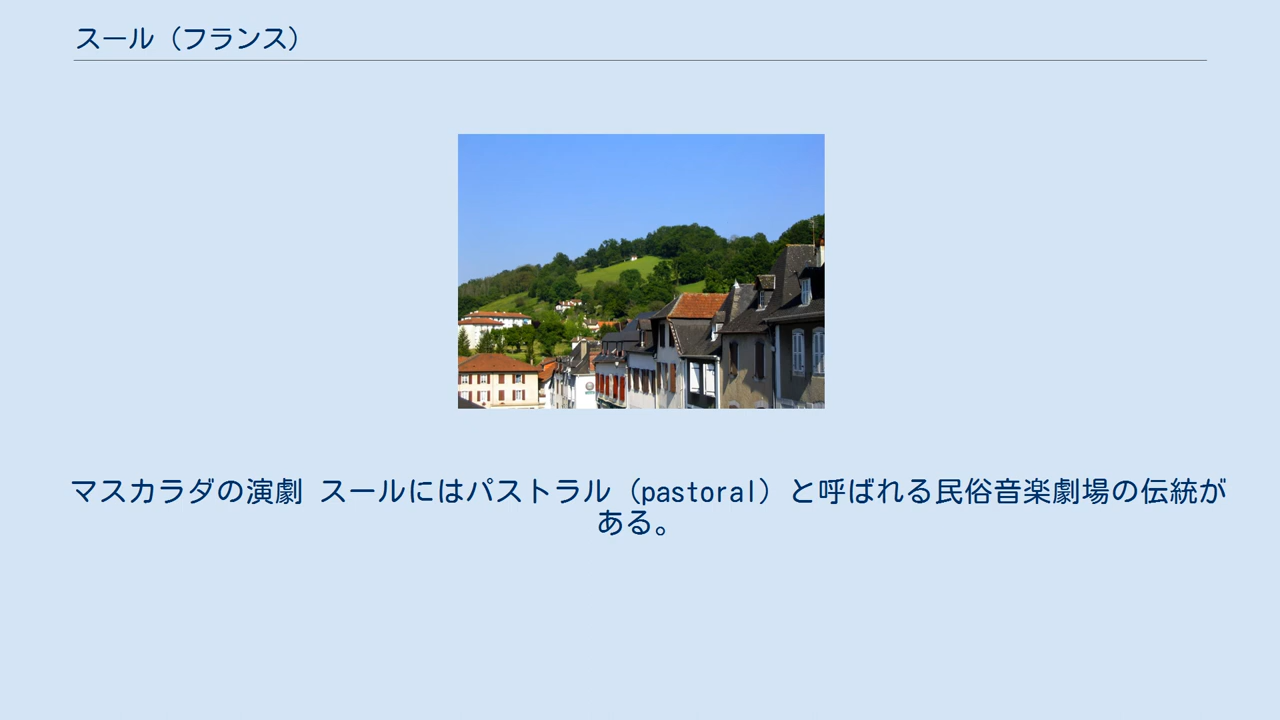 スール（フランス）
マスカラダの演劇 スールにはパストラル（pastoral）と呼ばれる民俗音楽劇場の伝統が
ある。